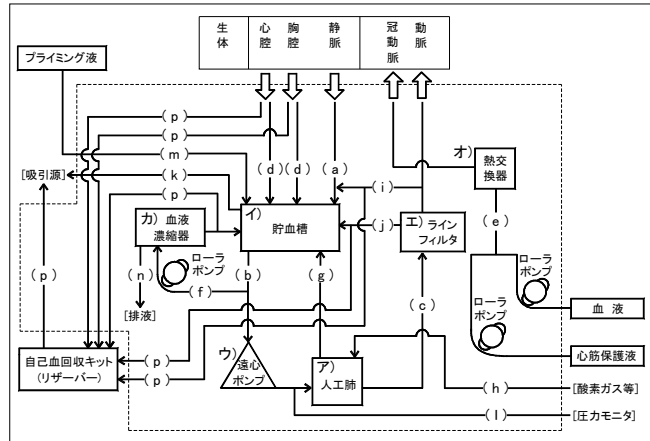 生体
心腔
胸腔
静脈
冠動脈
動脈
プライミング液
(p)
(p)
(m)
[吸引源]
(k)
(p)
(d)
(d)
(a)
(i)
オ)
熱交換器
カ)血液濃縮器
イ)
貯血槽
(j)
エ)ラインフィルタ
(e)
ローラポンプ
(p)
(n)
(f)
(b)
(g)
(c)
ローラポンプ
ローラポンプ
[排液]
血液
(p)
ウ)
遠心ポンプ
ア)
人工肺
心筋保護液
自己血回収キット
(リザーバー)
(p)
(h)
[酸素ガス等]
(l)
[圧力モニタ]